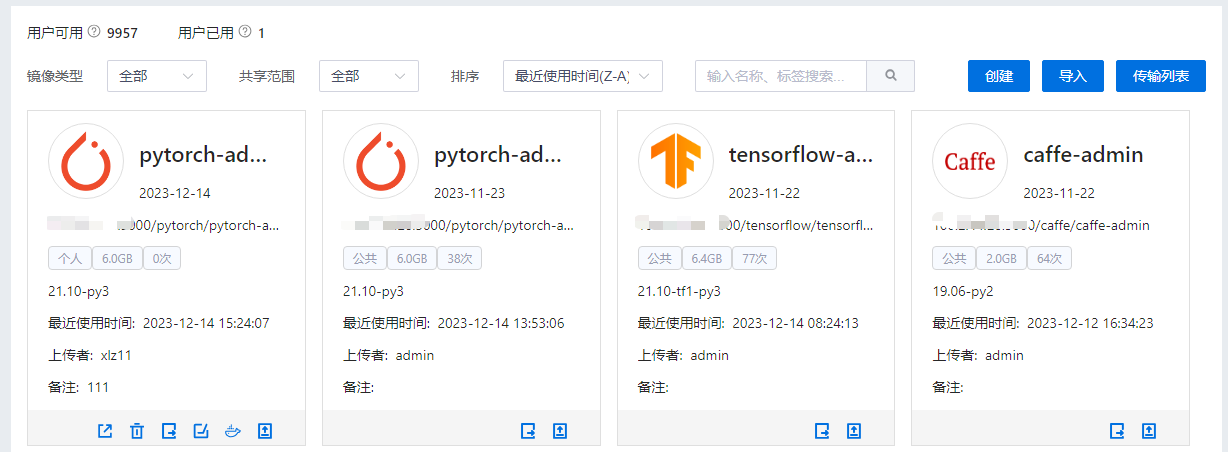 用户可用 9957 用户已用 1
镜像类型 全部 共享范围 全部 排序 最近使用时间(Z-A) 输入名称、标签搜索... 创建 导入 传输列表
pytorch-ad...
2023-12-14
000/pytorch/pytorch-a...
个人 6.0GB 0次
21.10-py3
最近使用时间: 2023-12-14 15:24:07
上传者: xlz11
备注: 111
pytorch-ad...
2023-11-23
000/pytorch/pytorch-a...
公共 6.0GB 38次
21.10-py3
最近使用时间: 2023-12-14 13:53:06
上传者: admin
备注:
tensorflow-a...
2023-11-22
00/tensorflow/tensorfl...
公共 6.4GB 77次
21.10-tf1-py3
最近使用时间: 2023-12-14 08:24:13
上传者: admin
备注:
Caffe
caffe-admin
2023-11-22
/caffe/caffe-admin
公共 2.0GB 64次
19.06-py2
最近使用时间: 2023-12-12 16:34:23
上传者: admin
备注: